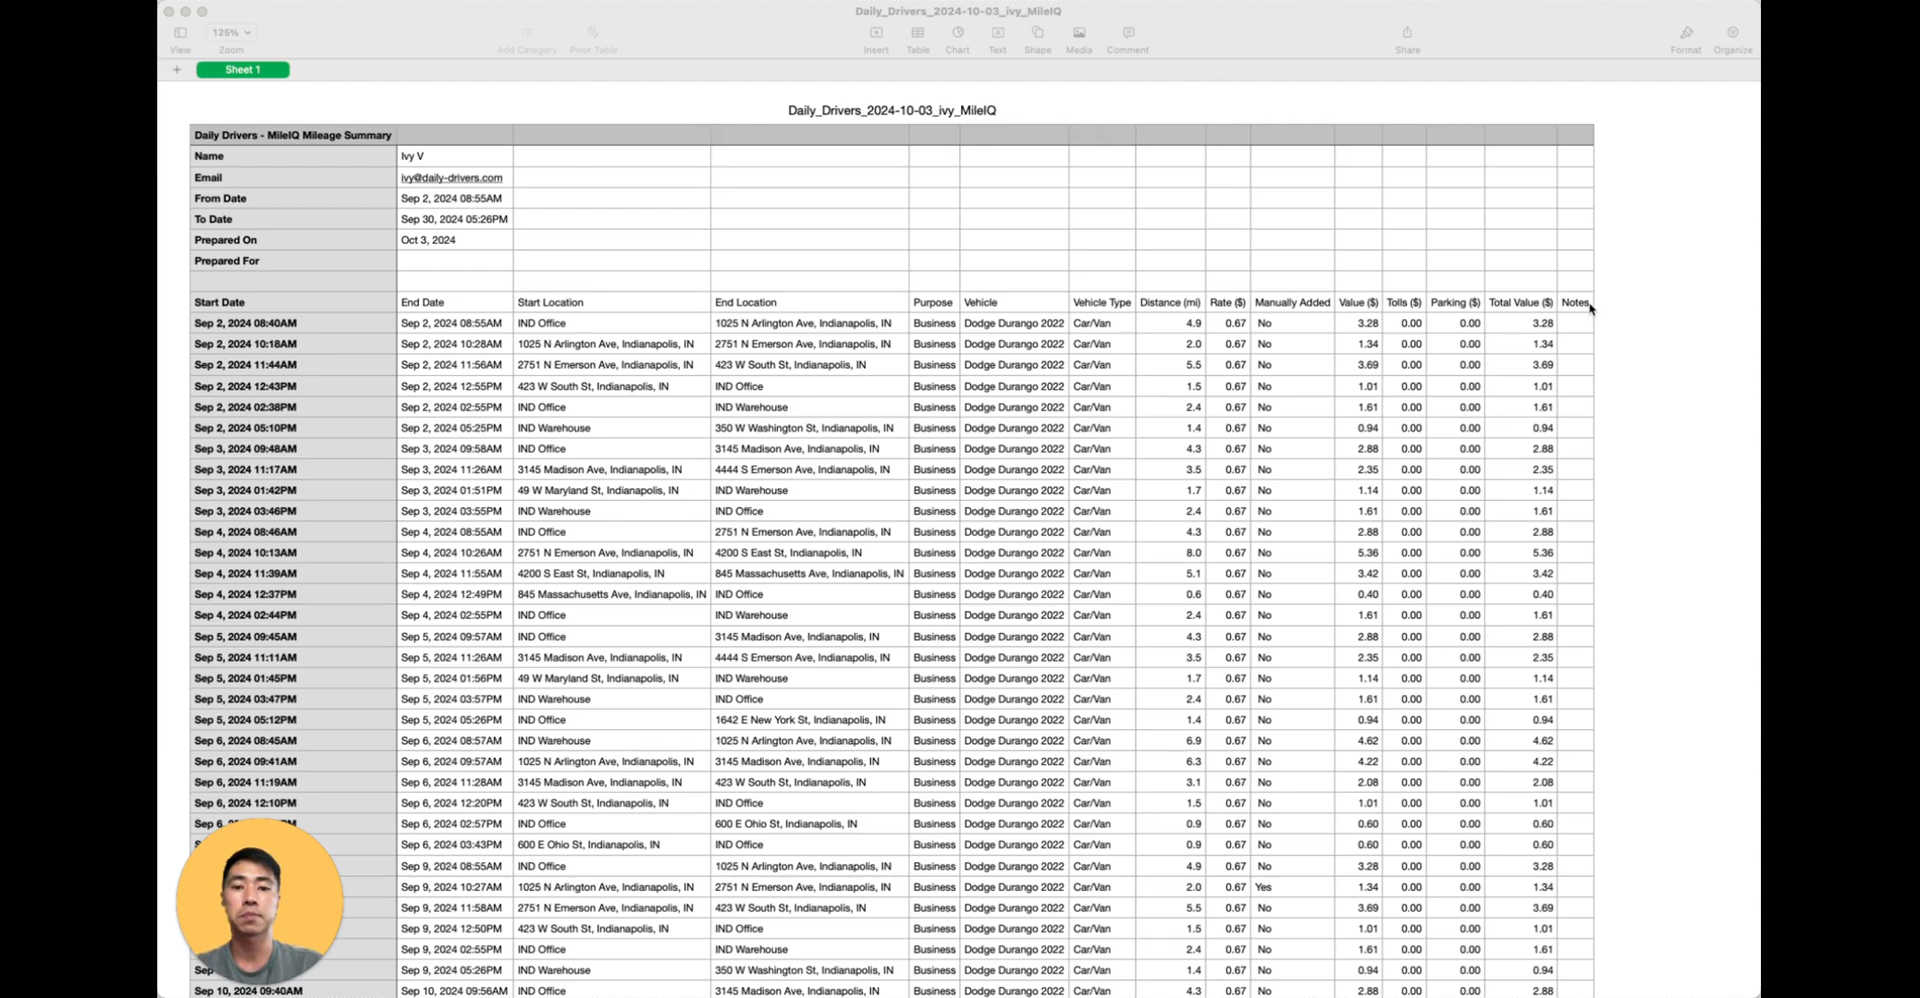 Daily_Drivers_2024-10-03_ivy_MileIQ
125%
View Zoom Add Category Pivot Table Insert Table Chart Text Shape Media Comment Share Format Organize
+ Sheet 1
Daily_Drivers_2024-10-03_ivy_MileIQ
Daily Drivers - MileIQ Mileage Summary
Name Ivy V
Email ivy@daily-drivers.com
From Date Sep 2, 2024 08:55AM
To Date Sep 30, 2024 05:26PM
Prepared On Oct 3, 2024
Prepared For
Start Date End Date Start Location End Location Purpose Vehicle Vehicle Type Distance (mi) Rate ($) Manually Added Value ($) Tolls ($) Parking ($) Total Value ($) Notes
Sep 2, 2024 08:40AM Sep 2, 2024 08:55AM IND Office 1025 N Arlington Ave, Indianapolis, IN Business Dodge Durango 2022 Car/Van 4.9 0.67 No 3.28 0.00 0.00 3.28
Sep 2, 2024 10:18AM Sep 2, 2024 10:28AM 1025 N Arlington Ave, Indianapolis, IN 2751 N Emerson Ave, Indianapolis, IN Business Dodge Durango 2022 Car/Van 2.0 0.67 No 1.34 0.00 0.00 1.34
Sep 2, 2024 11:44AM Sep 2, 2024 11:56AM 2751 N Emerson Ave, Indianapolis, IN 423 W South St, Indianapolis, IN Business Dodge Durango 2022 Car/Van 5.5 0.67 No 3.69 0.00 0.00 3.69
Sep 2, 2024 12:43PM Sep 2, 2024 12:55PM 423 W South St, Indianapolis, IN IND Office Business Dodge Durango 2022 Car/Van 1.5 0.67 No 1.01 0.00 0.00 1.01
Sep 2, 2024 02:38PM Sep 2, 2024 02:55PM IND Office IND Warehouse Business Dodge Durango 2022 Car/Van 2.4 0.67 No 1.61 0.00 0.00 1.61
Sep 2, 2024 05:10PM Sep 2, 2024 05:25PM IND Warehouse 350 W Washington St, Indianapolis, IN Business Dodge Durango 2022 Car/Van 1.4 0.67 No 0.94 0.00 0.00 0.94
Sep 3, 2024 09:48AM Sep 3, 2024 09:58AM IND Office 3145 Madison Ave, Indianapolis, IN Business Dodge Durango 2022 Car/Van 4.3 0.67 No 2.88 0.00 0.00 2.88
Sep 3, 2024 11:17AM Sep 3, 2024 11:26AM 3145 Madison Ave, Indianapolis, IN 4444 S Emerson Ave, Indianapolis, IN Business Dodge Durango 2022 Car/Van 3.5 0.67 No 2.35 0.00 0.00 2.35
Sep 3, 2024 01:42PM Sep 3, 2024 01:51PM 49 W Maryland St, Indianapolis, IN IND Warehouse Business Dodge Durango 2022 Car/Van 1.7 0.67 No 1.14 0.00 0.00 1.14
Sep 3, 2024 03:46PM Sep 3, 2024 03:55PM IND Warehouse IND Office Business Dodge Durango 2022 Car/Van 2.4 0.67 No 1.61 0.00 0.00 1.61
Sep 4, 2024 08:46AM Sep 4, 2024 08:55AM IND Office 2751 N Emerson Ave, Indianapolis, IN Business Dodge Durango 2022 Car/Van 4.3 0.67 No 2.88 0.00 0.00 2.88
Sep 4, 2024 10:13AM Sep 4, 2024 10:26AM 2751 N Emerson Ave, Indianapolis, IN 4200 S East St, Indianapolis, IN Business Dodge Durango 2022 Car/Van 8.0 0.67 No 5.36 0.00 0.00 5.36
Sep 4, 2024 11:39AM Sep 4, 2024 11:55AM 4200 S East St, Indianapolis, IN 845 Massachusetts Ave, Indianapolis, IN Business Dodge Durango 2022 Car/Van 5.1 0.67 No 3.42 0.00 0.00 3.42
Sep 4, 2024 12:37PM Sep 4, 2024 12:49PM 845 Massachusetts Ave, Indianapolis, IN IND Office Business Dodge Durango 2022 Car/Van 0.6 0.67 No 0.40 0.00 0.00 0.40
Sep 4, 2024 02:44PM Sep 4, 2024 02:55PM IND Office IND Warehouse Business Dodge Durango 2022 Car/Van 2.4 0.67 No 1.61 0.00 0.00 1.61
Sep 5, 2024 09:45AM Sep 5, 2024 09:57AM IND Office 3145 Madison Ave, Indianapolis, IN Business Dodge Durango 2022 Car/Van 4.3 0.67 No 2.88 0.00 0.00 2.88
Sep 5, 2024 11:11AM Sep 5, 2024 11:26AM 3145 Madison Ave, Indianapolis, IN 4444 S Emerson Ave, Indianapolis, IN Business Dodge Durango 2022 Car/Van 3.5 0.67 No 2.35 0.00 0.00 2.35
Sep 5, 2024 01:45PM Sep 5, 2024 01:56PM 49 W Maryland St, Indianapolis, IN IND Warehouse Business Dodge Durango 2022 Car/Van 1.7 0.67 No 1.14 0.00 0.00 1.14
Sep 5, 2024 03:47PM Sep 5, 2024 03:57PM IND Warehouse IND Office Business Dodge Durango 2022 Car/Van 2.4 0.67 No 1.61 0.00 0.00 1.61
Sep 5, 2024 05:12PM Sep 5, 2024 05:26PM IND Office 1642 E New York St, Indianapolis, IN Business Dodge Durango 2022 Car/Van 1.4 0.67 No 0.94 0.00 0.00 0.94
Sep 6, 2024 08:45AM Sep 6, 2024 08:57AM IND Warehouse 1025 N Arlington Ave, Indianapolis, IN Business Dodge Durango 2022 Car/Van 6.9 0.67 No 4.62 0.00 0.00 4.62
Sep 6, 2024 09:41AM Sep 6, 2024 09:57AM 1025 N Arlington Ave, Indianapolis, IN 3145 Madison Ave, Indianapolis, IN Business Dodge Durango 2022 Car/Van 6.3 0.67 No 4.22 0.00 0.00 4.22
Sep 6, 2024 11:19AM Sep 6, 2024 11:28AM 3145 Madison Ave, Indianapolis, IN 423 W South St, Indianapolis, IN Business Dodge Durango 2022 Car/Van 3.1 0.67 No 2.08 0.00 0.00 2.08
Sep 6, 2024 12:10PM Sep 6, 2024 12:20PM 423 W South St, Indianapolis, IN IND Office Business Dodge Durango 2022 Car/Van 1.5 0.67 No 1.01 0.00 0.00 1.01
Sep 6 Sep 6, 2024 02:57PM IND Office 600 E Ohio St, Indianapolis, IN Business Dodge Durango 2022 Car/Van 0.9 0.67 No 0.60 0.00 0.00 0.60
Sep 6, 2024 03:43PM 600 E Ohio St, Indianapolis, IN IND Office Business Dodge Durango 2022 Car/Van 0.9 0.67 No 0.60 0.00 0.00 0.60
Sep 9, 2024 08:55AM IND Office 1025 N Arlington Ave, Indianapolis, IN Business Dodge Durango 2022 Car/Van 4.9 0.67 No 3.28 0.00 0.00 3.28
Sep 9, 2024 10:27AM 1025 N Arlington Ave, Indianapolis, IN 2751 N Emerson Ave, Indianapolis, IN Business Dodge Durango 2022 Car/Van 2.0 0.67 Yes 1.34 0.00 0.00 1.34
Sep 9, 2024 11:58AM 2751 N Emerson Ave, Indianapolis, IN 423 W South St, Indianapolis, IN Business Dodge Durango 2022 Car/Van 5.5 0.67 No 3.69 0.00 0.00 3.69
Sep 9, 2024 12:50PM 423 W South St, Indianapolis, IN IND Office Business Dodge Durango 2022 Car/Van 1.5 0.67 No 1.01 0.00 0.00 1.01
Sep 9, 2024 02:55PM IND Office IND Warehouse Business Dodge Durango 2022 Car/Van 2.4 0.67 No 1.61 0.00 0.00 1.61
Sep Sep 9, 2024 05:26PM IND Warehouse 350 W Washington St, Indianapolis, IN Business Dodge Durango 2022 Car/Van 1.4 0.67 No 0.94 0.00 0.00 0.94
Sep 10, 2024 09:40AM Sep 10, 2024 09:56AM IND Office 3145 Madison Ave, Indianapolis, IN Business Dodge Durango 2022 Car/Van 4.3 0.67 No 2.88 0.00 0.00 2.88